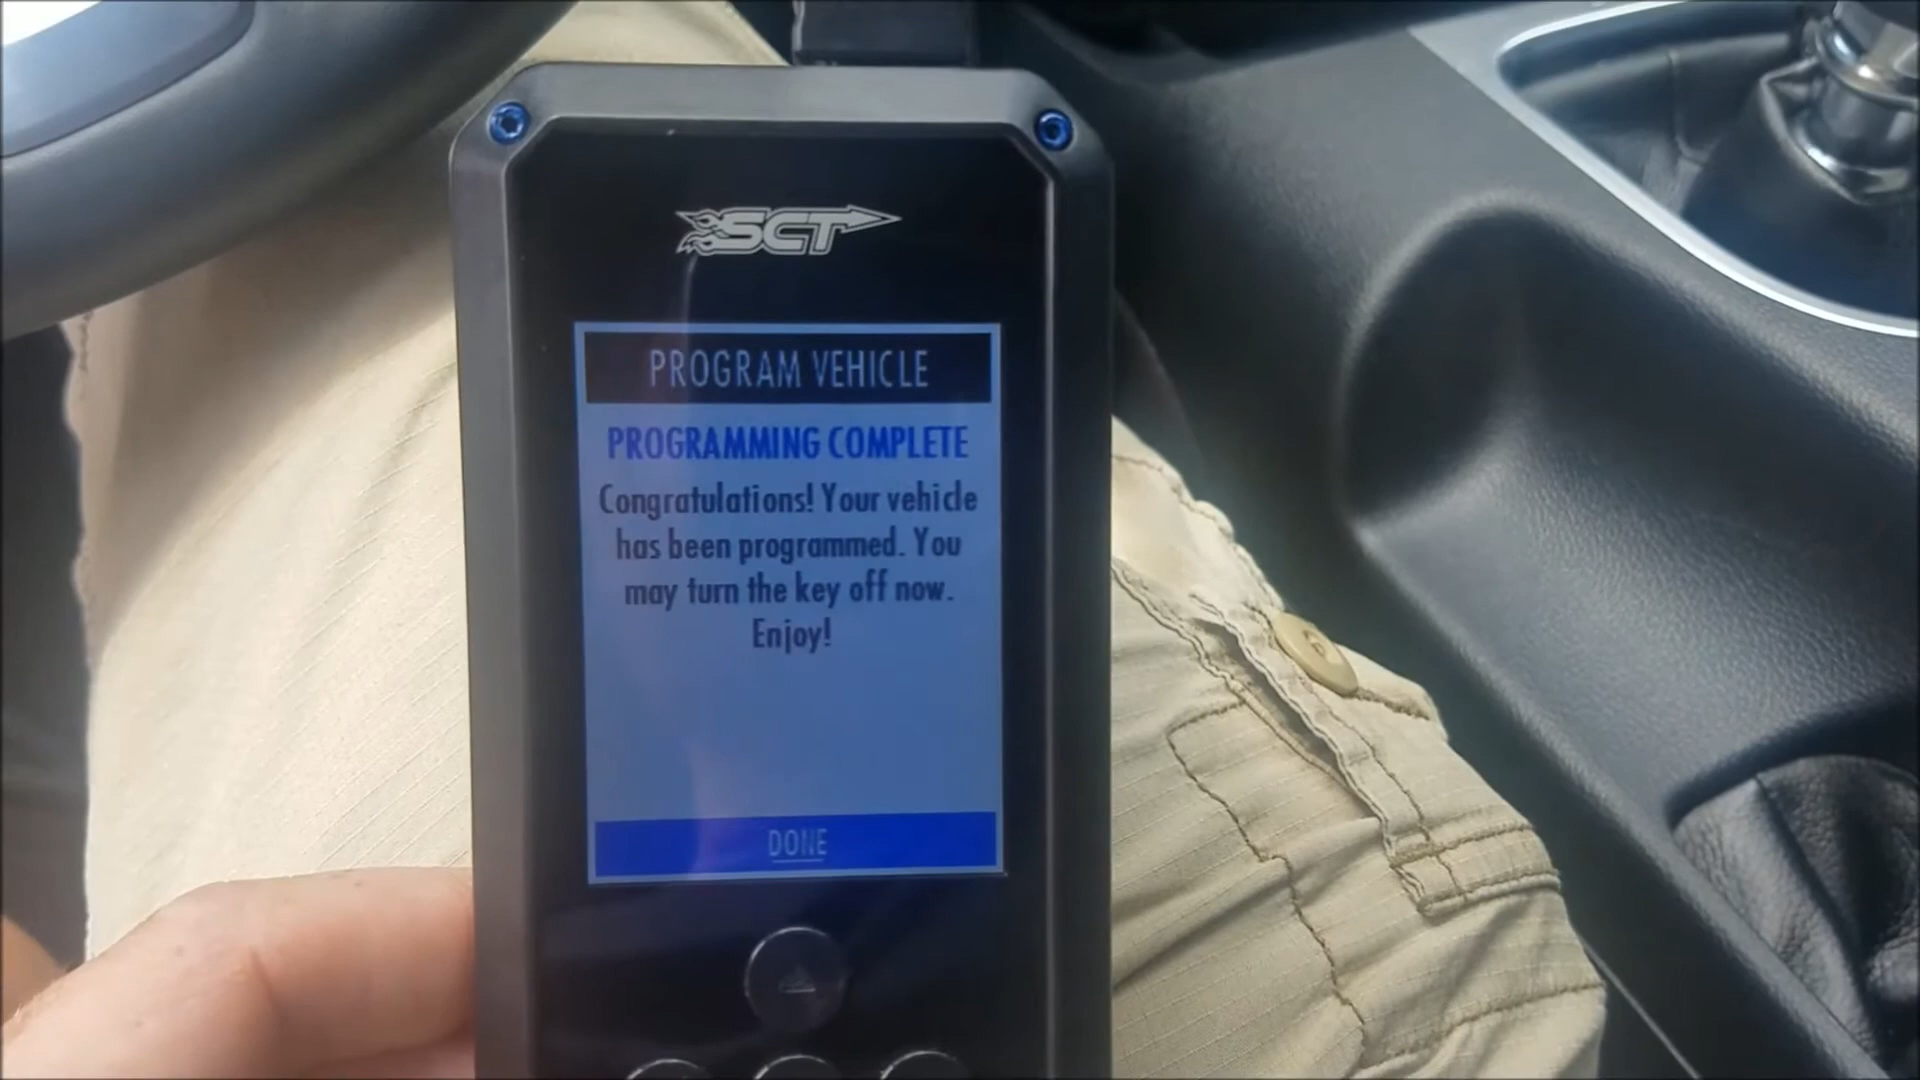 SCT
PROGRAM VEHICLE
PROGRAMMING COMPLETE
Congratulations! Your vehicle
has been programmed. You
may turn the key off now.
Enjoy!
DONE